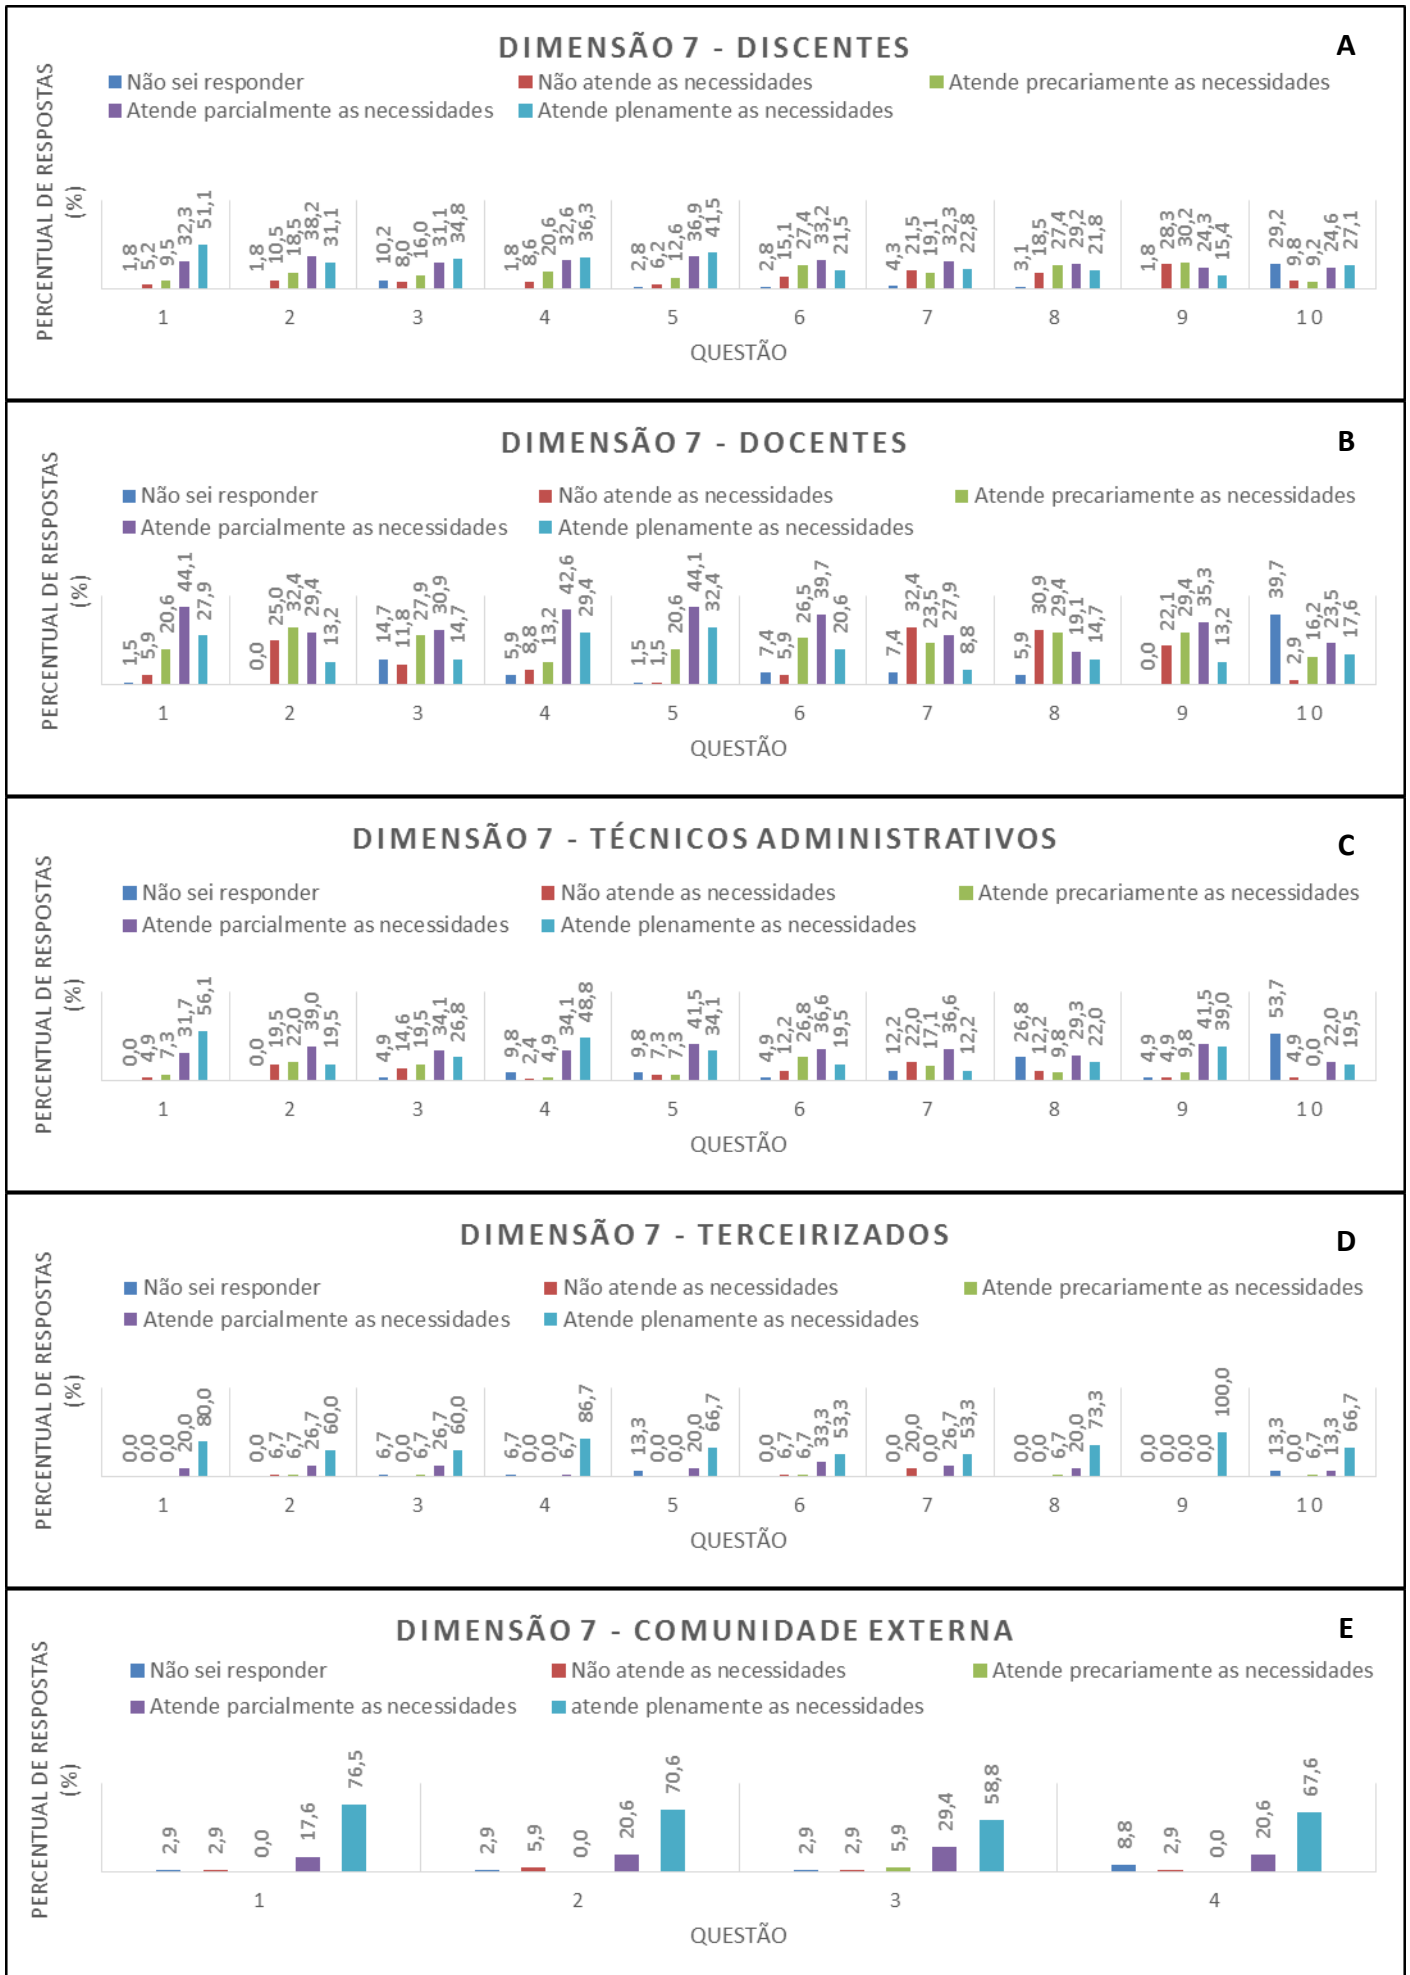 DIMENSÃO 7 - DISCENTES
A
Não sei responder
Não atende as necessidades
Atende precariamente as necessidades
Atende parcialmente as necessidades
Atende plenamente as necessidades
PERCENTUAL DE RESPOSTAS
(%)
1,8 5,2 9,5 32,3 51,1
1,8 10,5 18,5 38,2 31,1
10,2 8,0 16,0 31,1 34,8
1,8 8,6 20,6 32,6 36,3
2,8 6,2 12,6 36,9 41,5
2,8 15,1 27,4 33,2 21,5
4,3 21,5 19,1 32,3 22,8
3,1 18,5 27,4 29,2 21,8
1,8 28,3 30,2 24,3 15,4
29,2 9,8 9,2 24,6 27,1
1 2 3 4 5 6 7 8 9 10
QUESTÃO
DIMENSÃO 7 - DOCENTES
B
Não sei responder
Não atende as necessidades
Atende precariamente as necessidades
Atende parcialmente as necessidades
Atende plenamente as necessidades
PERCENTUAL DE RESPOSTAS
(%)
1,5 5,9 20,6 44,1 27,9
0,0 25,0 32,4 29,4 13,2
14,7 11,8 27,9 30,9 14,7
5,9 8,8 13,2 42,6 29,4
1,5 1,5 20,6 44,1 32,4
7,4 5,9 26,5 39,7 20,6
7,4 32,4 23,5 27,9 8,8
5,9 30,9 29,4 19,1 14,7
0,0 22,1 29,4 35,3 13,2
39,7 2,9 16,2 23,5 17,6
1 2 3 4 5 6 7 8 9 10
QUESTÃO
DIMENSÃO 7 - TÉCNICOS ADMINISTRATIVOS
C
Não sei responder
Não atende as necessidades
Atende precariamente as necessidades
Atende parcialmente as necessidades
Atende plenamente as necessidades
PERCENTUAL DE RESPOSTAS
(%)
0,0 4,9 7,3 31,7 56,1
0,0 19,5 22,0 39,0 19,5
4,9 14,6 19,5 34,1 26,8
9,8 2,4 4,9 34,1 48,8
9,8 7,3 7,3 41,5 34,1
4,9 12,2 26,8 36,6 19,5
12,2 22,0 17,1 36,6 12,2
26,8 12,2 9,8 29,3 22,0
4,9 4,9 9,8 41,5 39,0
53,7 4,9 0,0 22,0 19,5
1 2 3 4 5 6 7 8 9 10
QUESTÃO
DIMENSÃO 7 - TERCEIRIZADOS
D
Não sei responder
Não atende as necessidades
Atende precariamente as necessidades
Atende parcialmente as necessidades
Atende plenamente as necessidades
PERCENTUAL DE RESPOSTAS
(%)
0,0 0,0 0,0 20,0 80,0
0,0 6,7 6,7 26,7 60,0
6,7 0,0 6,7 26,7 60,0
6,7 0,0 0,0 6,7 86,7
13,3 0,0 0,0 20,0 66,7
0,0 6,7 6,7 33,3 53,3
0,0 20,0 0,0 26,7 53,3
0,0 0,0 6,7 20,0 73,3
0,0 0,0 0,0 0,0 100,0
13,3 0,0 6,7 13,3 66,7
1 2 3 4 5 6 7 8 9 10
QUESTÃO
DIMENSÃO 7 - COMUNIDADE EXTERNA
E
Não sei responder
Não atende as necessidades
Atende precariamente as necessidades
Atende parcialmente as necessidades
atende plenamente as necessidades
PERCENTUAL DE RESPOSTAS
(%)
2,9 2,9 0,0 17,6 76,5
2,9 5,9 0,0 20,6 70,6
2,9 2,9 5,9 29,4 58,8
8,8 2,9 0,0 20,6 67,6
1 2 3 4
QUESTÃO